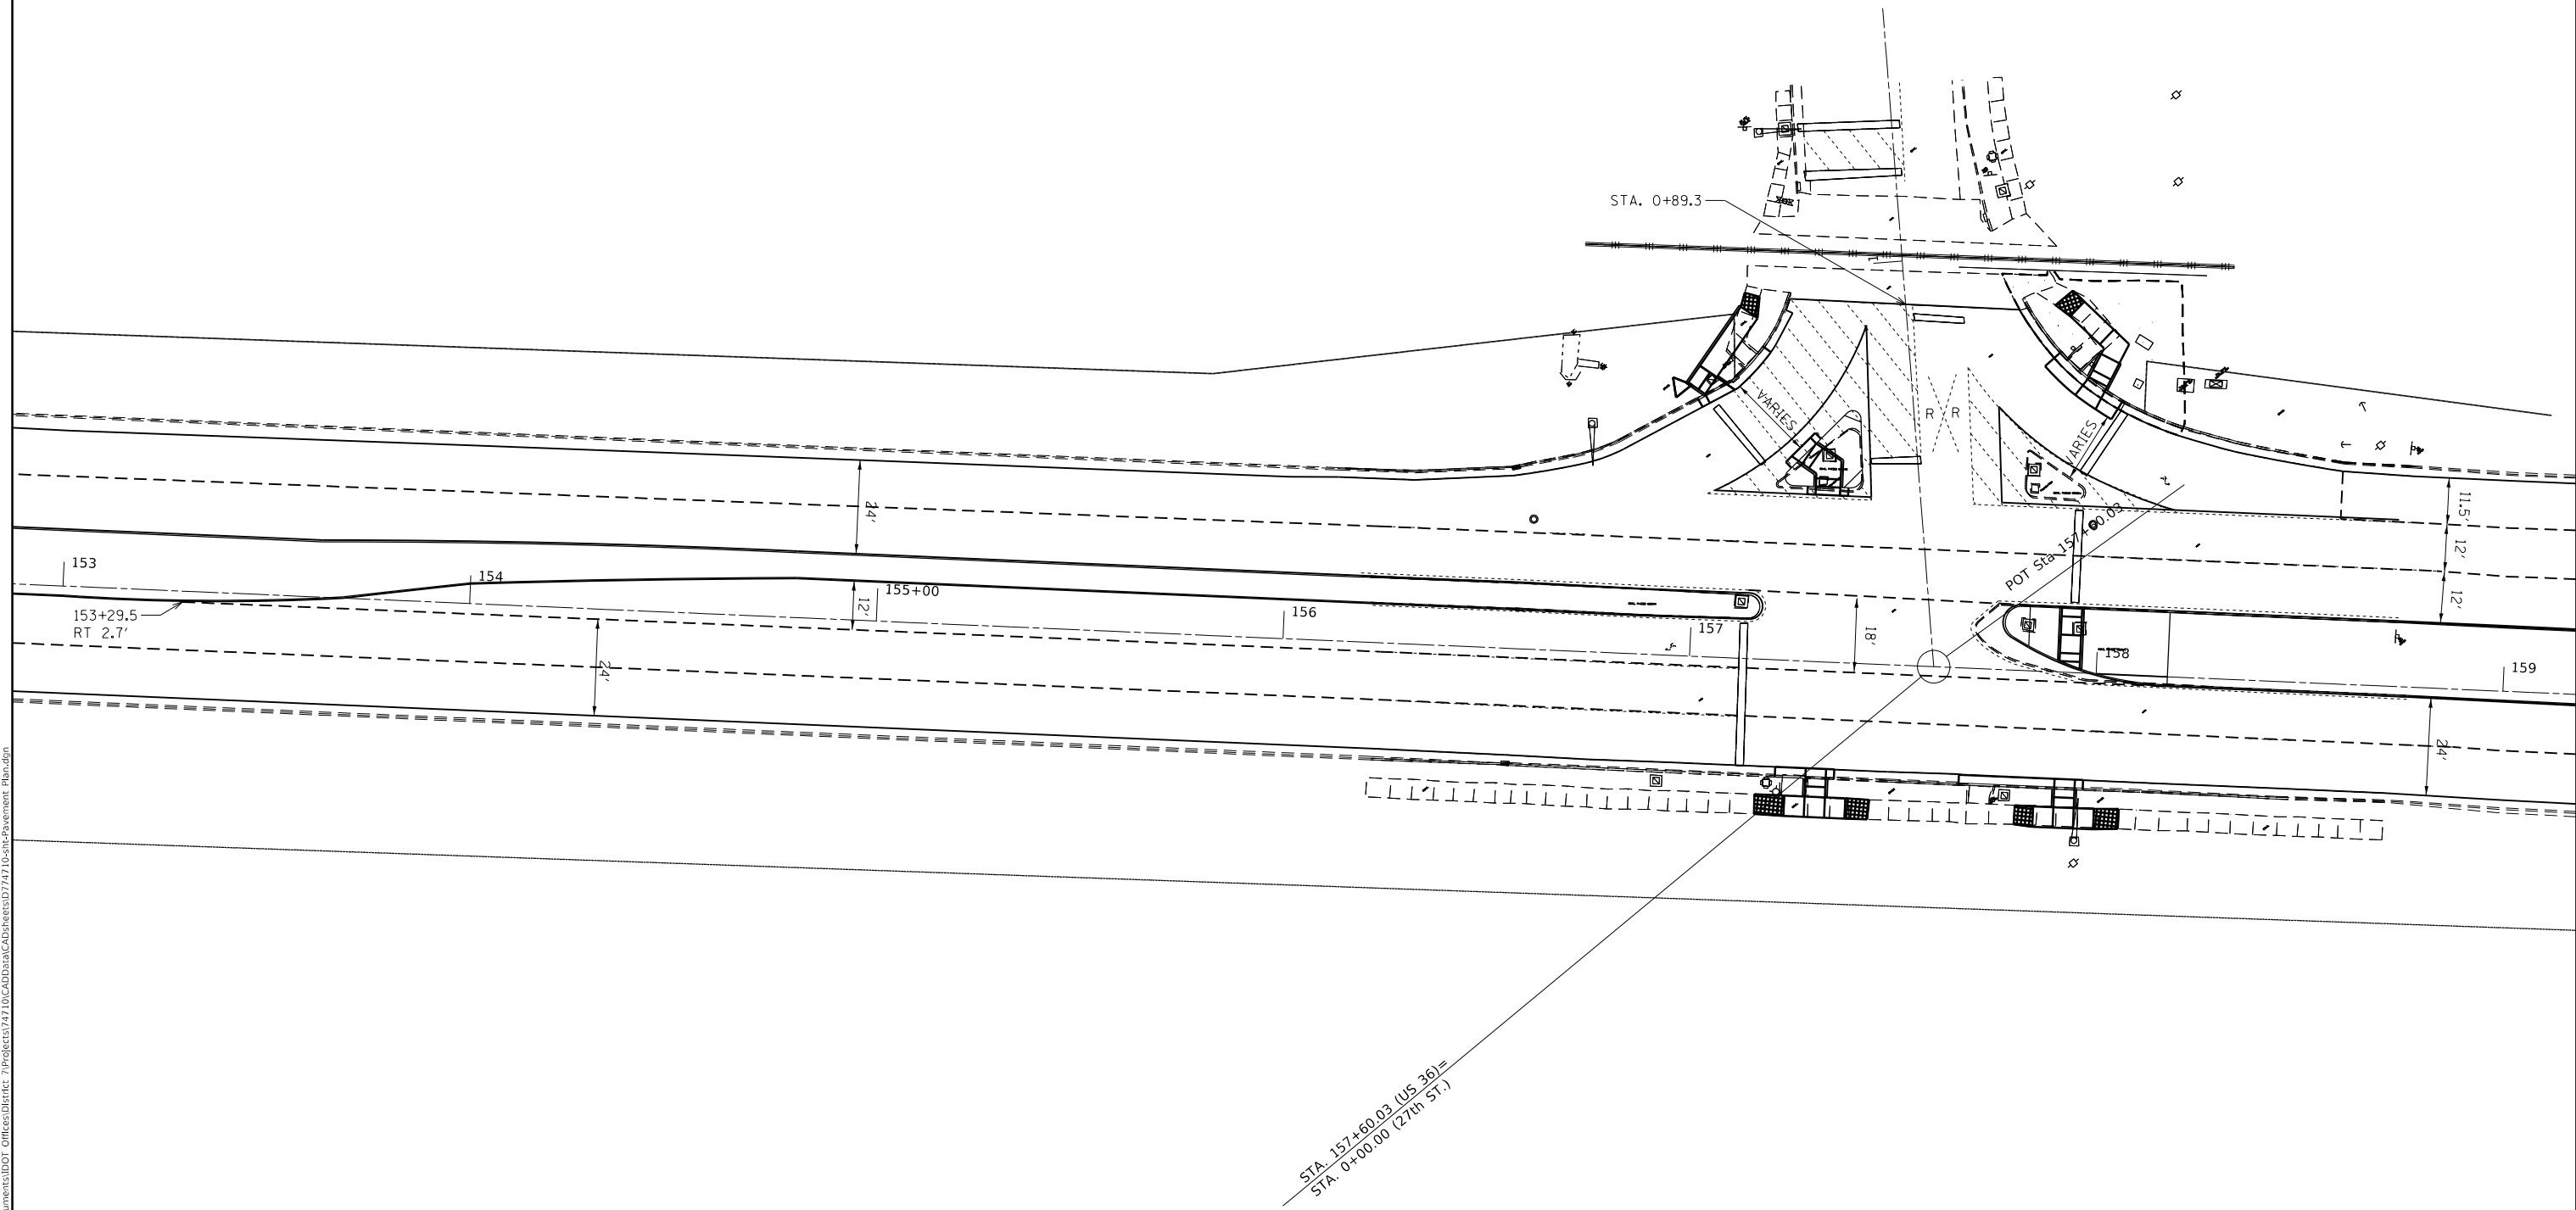 STA. 0+89.3
VARIES
R R
VARIES
24'
11.5'
12'
12'
153
154
155+00
156
157
158
159
153+29.5
RT 2.7'
12'
24'
18'
24'
POT Sta 157+60.03
STA. 157+60.03 (US 36)=
STA. 0+00.00 (27th ST.)
1
uments\IDOT Offices\District 7\Projects\74710\CADData\CADsheets\D774710-sht-Pavement Plan.dgn